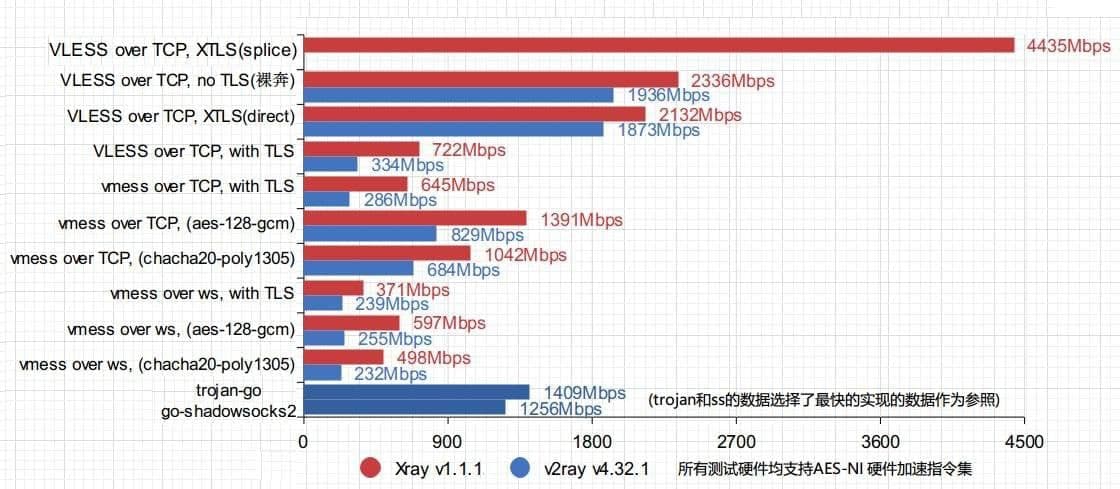 VLESS over TCP, XTLS(splice)
4435Mbps
VLESS over TCP, no TLS(裸奔)
2336Mbps
1936Mbps
VLESS over TCP, XTLS(direct)
2132Mbps
1873Mbps
VLESS over TCP, with TLS
722Mbps
334Mbps
vmess over TCP, with TLS
645Mbps
286Mbps
vmess over TCP, (aes-128-gcm)
1391Mbps
829Mbps
vmess over TCP, (chacha20-poly1305)
1042Mbps
684Mbps
vmess over ws, with TLS
371Mbps
239Mbps
vmess over ws, (aes-128-gcm)
597Mbps
255Mbps
vmess over ws, (chacha20-poly1305)
498Mbps
232Mbps
trojan-go
1409Mbps
go-shadowsocks2
1256Mbps
(trojan和ss的数据选择了最快的实现的数据作为参照)
0 900 1800 2700 3600 4500
Xray v1.1.1 v2ray v4.32.1 所有测试硬件均支持AES-NI 硬件加速指令集